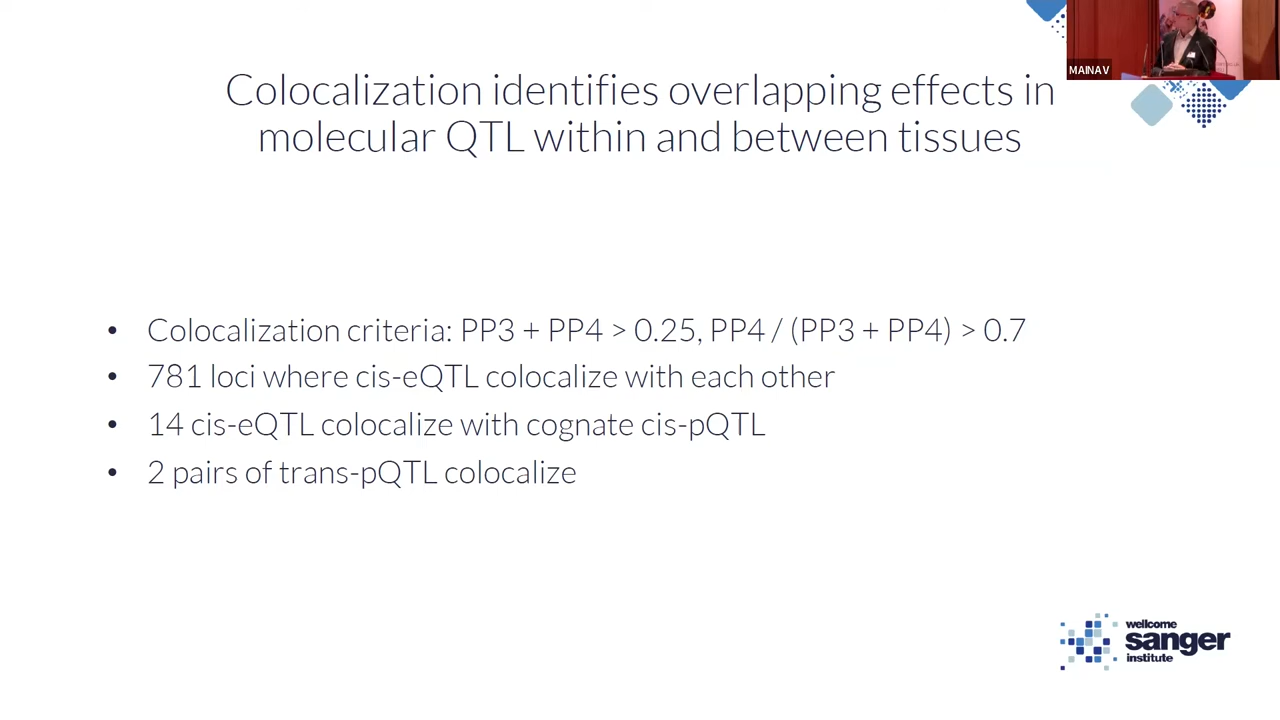 MAINAV
Colocalization identifies overlapping effects in
molecular QTL within and between tissues
• Colocalization criteria: PP3 + PP4 > 0.25, PP4 / (PP3 + PP4) > 0.7
• 781 loci where cis-eQTL colocalize with each other
• 14 cis-eQTL colocalize with cognate cis-pQTL
• 2 pairs of trans-pQTL colocalize
wellcome
sanger
institute